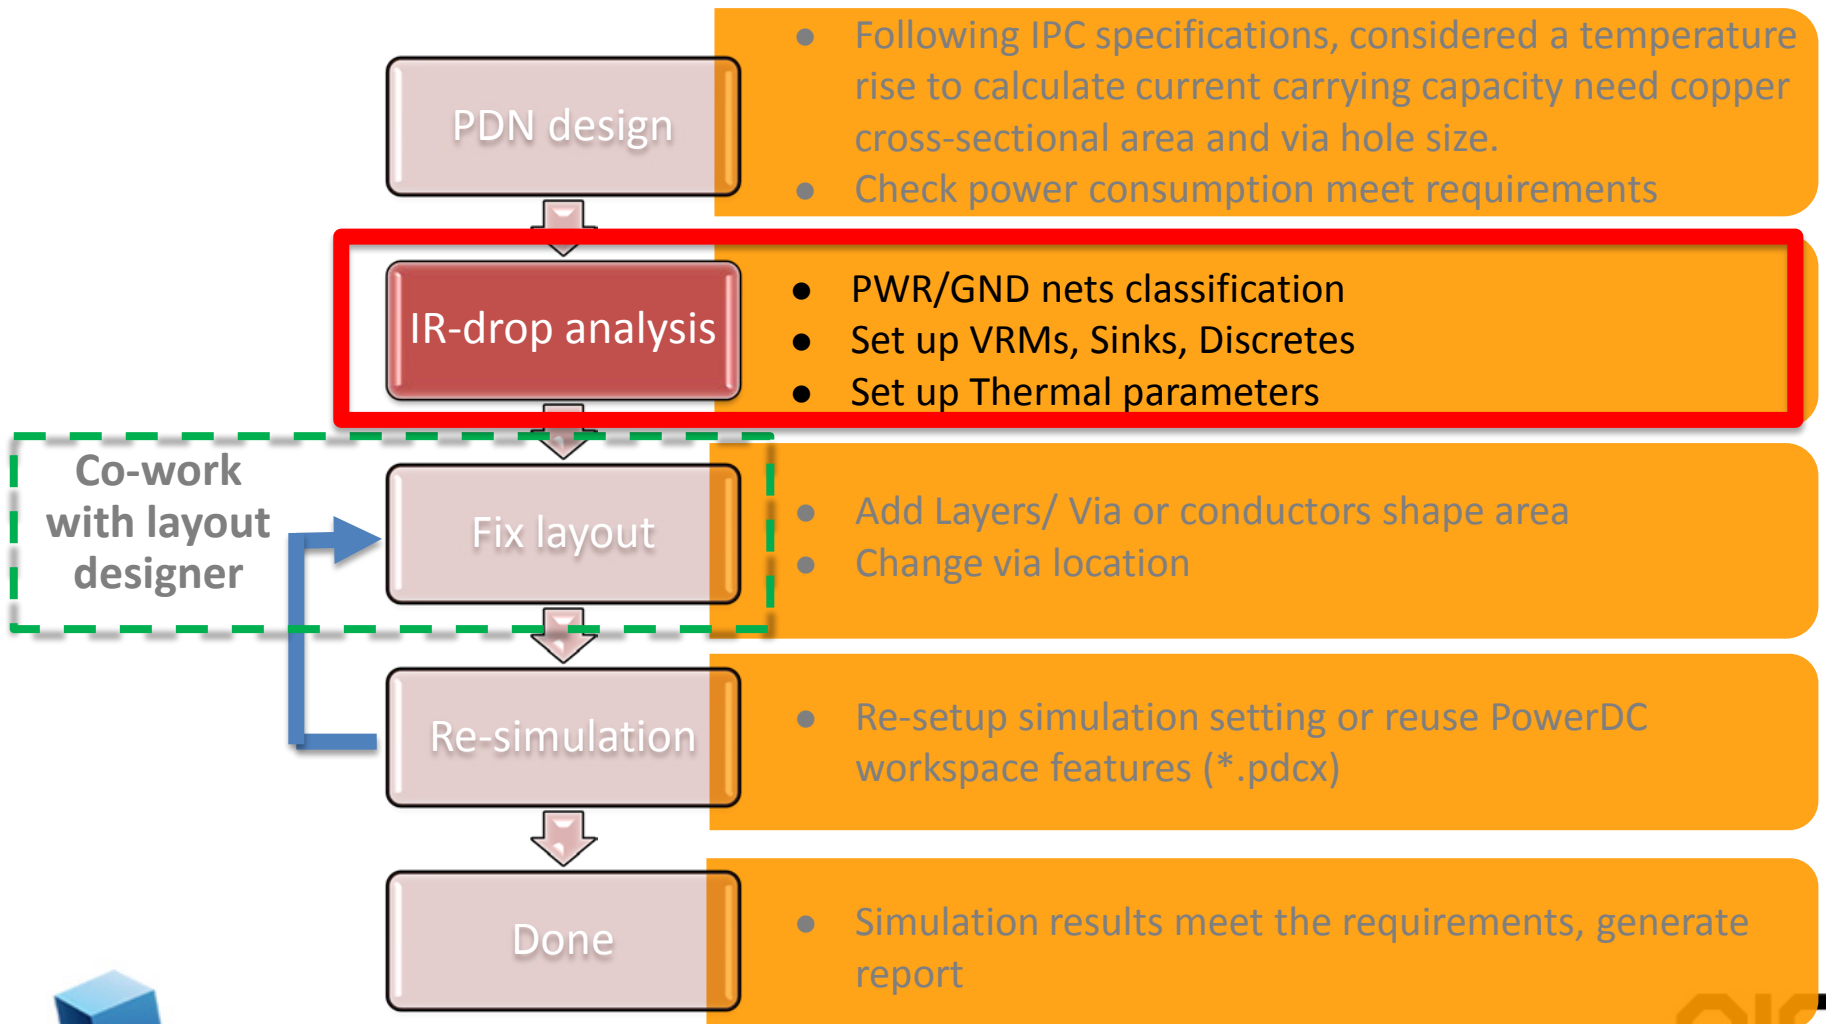 PDN design
● Following IPC specifications, considered a temperature
rise to calculate current carrying capacity need copper
cross-sectional area and via hole size.
● Check power consumption meet requirements
IR-drop analysis
● PWR/GND nets classification
● Set up VRMs, Sinks, Discretes
● Set up Thermal parameters
Co-work
with layout
designer
Fix layout
● Add Layers/ Via or conductors shape area
● Change via location
Re-simulation
● Re-setup simulation setting or reuse PowerDC
workspace features (*.pdcx)
Done
● Simulation results meet the requirements, generate
report